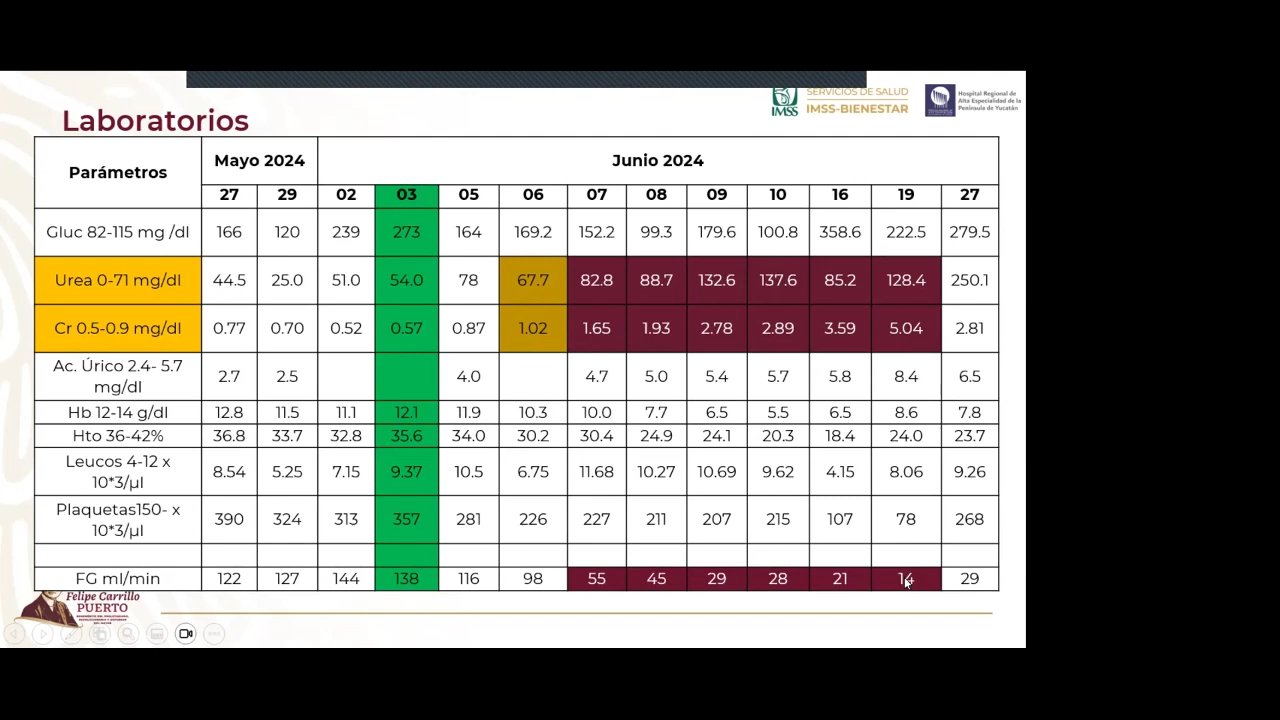 SERVICIOS DE SALUD
IMSS-BIENESTAR
IMSS
Hospital Regional de
Alta Especialidad de la
Península de Yucatán
Laboratorios
Parámetros Mayo 2024 Junio 2024
27 29 02 03 05 06 07 08 09 10 16 19 27
Gluc 82-115 mg /dl 166 120 239 273 164 169.2 152.2 99.3 179.6 100.8 358.6 222.5 279.5
Urea 0-71 mg/dl 44.5 25.0 51.0 54.0 78 67.7 82.8 88.7 132.6 137.6 85.2 128.4 250.1
Cr 0.5-0.9 mg/dl 0.77 0.70 0.52 0.57 0.87 1.02 1.65 1.93 2.78 2.89 3.59 5.04 2.81
Ac. Úrico 2.4- 5.7
mg/dl 2.7 2.5 4.0 4.7 5.0 5.4 5.7 5.8 8.4 6.5
Hb 12-14 g/dl 12.8 11.5 11.1 12.1 11.9 10.3 10.0 7.7 6.5 5.5 6.5 8.6 7.8
Hto 36-42% 36.8 33.7 32.8 35.6 34.0 30.2 30.4 24.9 24.1 20.3 18.4 24.0 23.7
Leucos 4-12 x
10*3/µl 8.54 5.25 7.15 9.37 10.5 6.75 11.68 10.27 10.69 9.62 4.15 8.06 9.26
Plaquetas150- x
10*3/µl 390 324 313 357 281 226 227 211 207 215 107 78 268
FG ml/min 122 127 144 138 116 98 55 45 29 28 21 14 29
Felipe Carrillo
PUERTO